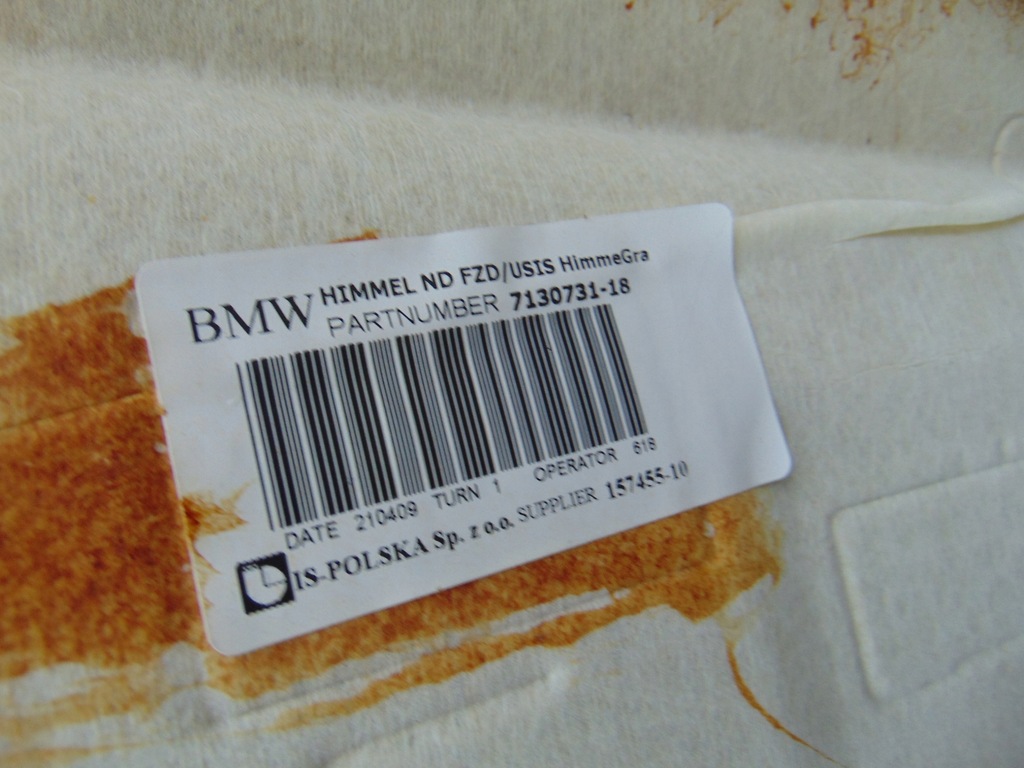 BMW HIMMEL ND FZD/USIS HimmeGra
PARTNUMBER 7130731-18
DATE 210409 TURN 1 OPERATOR 618
IS-POLSKA Sp. z o.o. SUPPLIER 157455-10